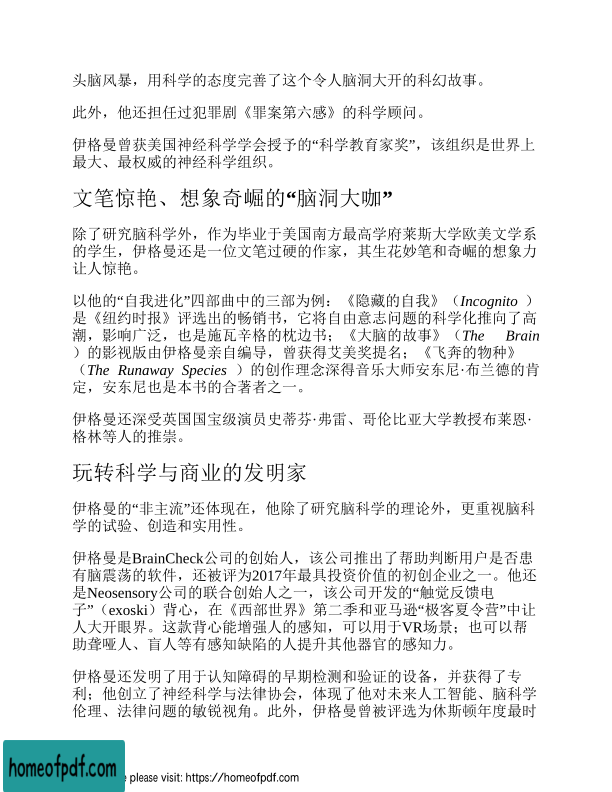 头脑风暴，用科学的态度完善了这个令人脑洞大开的科幻故事。
此外，他还担任过犯罪剧《罪案第六感》的科学顾问。
伊格曼曾获美国神经科学学会授予的“科学教育家奖”，该组织是世界上
最大、最权威的神经科学组织。
文笔惊艳、想象奇崛的“脑洞大咖”
除了研究脑科学外，作为毕业于美国南方最高学府莱斯大学欧美文学系
的学生，伊格曼还是一位文笔过硬的作家，其生花妙笔和奇崛的想象力
让人惊艳。
以他的“自我进化”四部曲中的三部为例：《隐藏的自我》（Incognito ）
是《纽约时报》评选出的畅销书，它将自由意志问题的科学化推向了高
潮，影响广泛，也是施瓦辛格的枕边书；《大脑的故事》（The Brain
）的影视版由伊格曼亲自编导，曾获得艾美奖提名；《飞奔的物种》
（The Runaway Species ）的创作理念深得音乐大师安东尼·布兰德的肯
定，安东尼也是本书的合著者之一。
伊格曼还深受英国国宝级演员史蒂芬·弗雷、哥伦比亚大学教授布莱恩·
格林等人的推崇。
玩转科学与商业的发明家
伊格曼的“非主流”还体现在，他除了研究脑科学的理论外，更重视脑科
学的试验、创造和实用性。
伊格曼是BrainCheck公司的创始人，该公司推出了帮助判断用户是否患
有脑震荡的软件，还被评为2017年最具投资价值的初创企业之一。他还
是Neosensory公司的联合创始人之一，该公司开发的“触觉反馈电
子”（exoski）背心，在《西部世界》第二季和亚马逊“极客夏令营”中让
人大开眼界。这款背心能增强人的感知，可以用于VR场景；也可以帮
助聋哑人、盲人等有感知缺陷的人提升其他器官的感知力。
伊格曼还发明了用于认知障碍的早期检测和验证的设备，并获得了专
利；他创立了神经科学与法律协会，体现了他对未来人工智能、脑科学
伦理、法律问题的敏锐视角。此外，伊格曼曾被评选为休斯顿年度最时
homeofpdf.com
please visit: https://homeofpdf.com